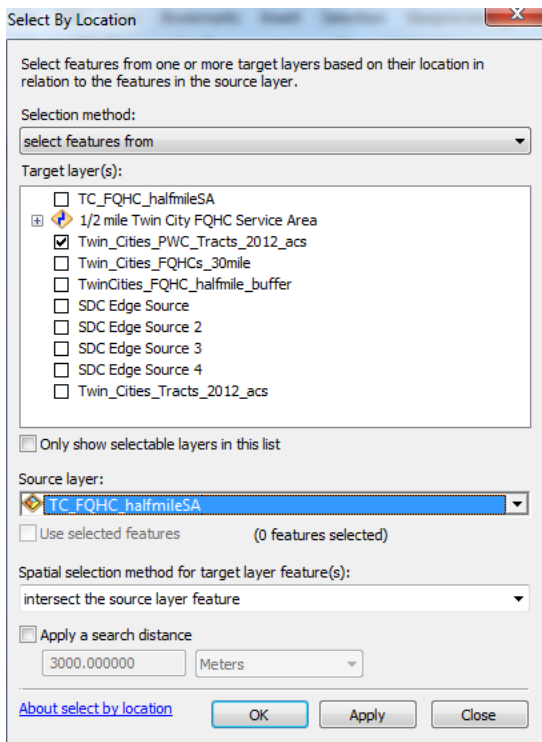 Select By Location
Select features from one or more target layers based on their location in
relation to the features in the source layer.
Selection method:
select features from
Target layer(s):
TC_FQHC_halfmileSA
1/2 mile Twin City FQHC Service Area
Twin_Cities_PWC_Tracts_2012_acs
Twin_Cities_FQHCs_30mile
TwinCities_FQHC_halfmile_buffer
SDC Edge Source
SDC Edge Source 2
SDC Edge Source 3
SDC Edge Source 4
Twin_Cities_Tracts_2012_acs
Only show selectable layers in this list
Source layer:
TC_FQHC_halfmileSA
Use selected features (0 features selected)
Spatial selection method for target layer feature(s):
intersect the source layer feature
Apply a search distance
3000.000000 Meters
About select by location OK Apply Close